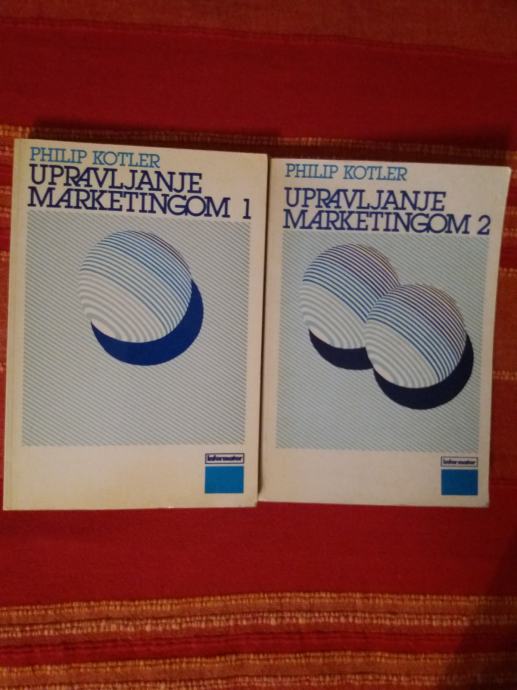 PHILIP KOTLER
UPRAVLJANJE
MARKETINGOM 1
informator
PHILIP KOTLER
UPRAVLJANJE
MARKETINGOM 2
informator